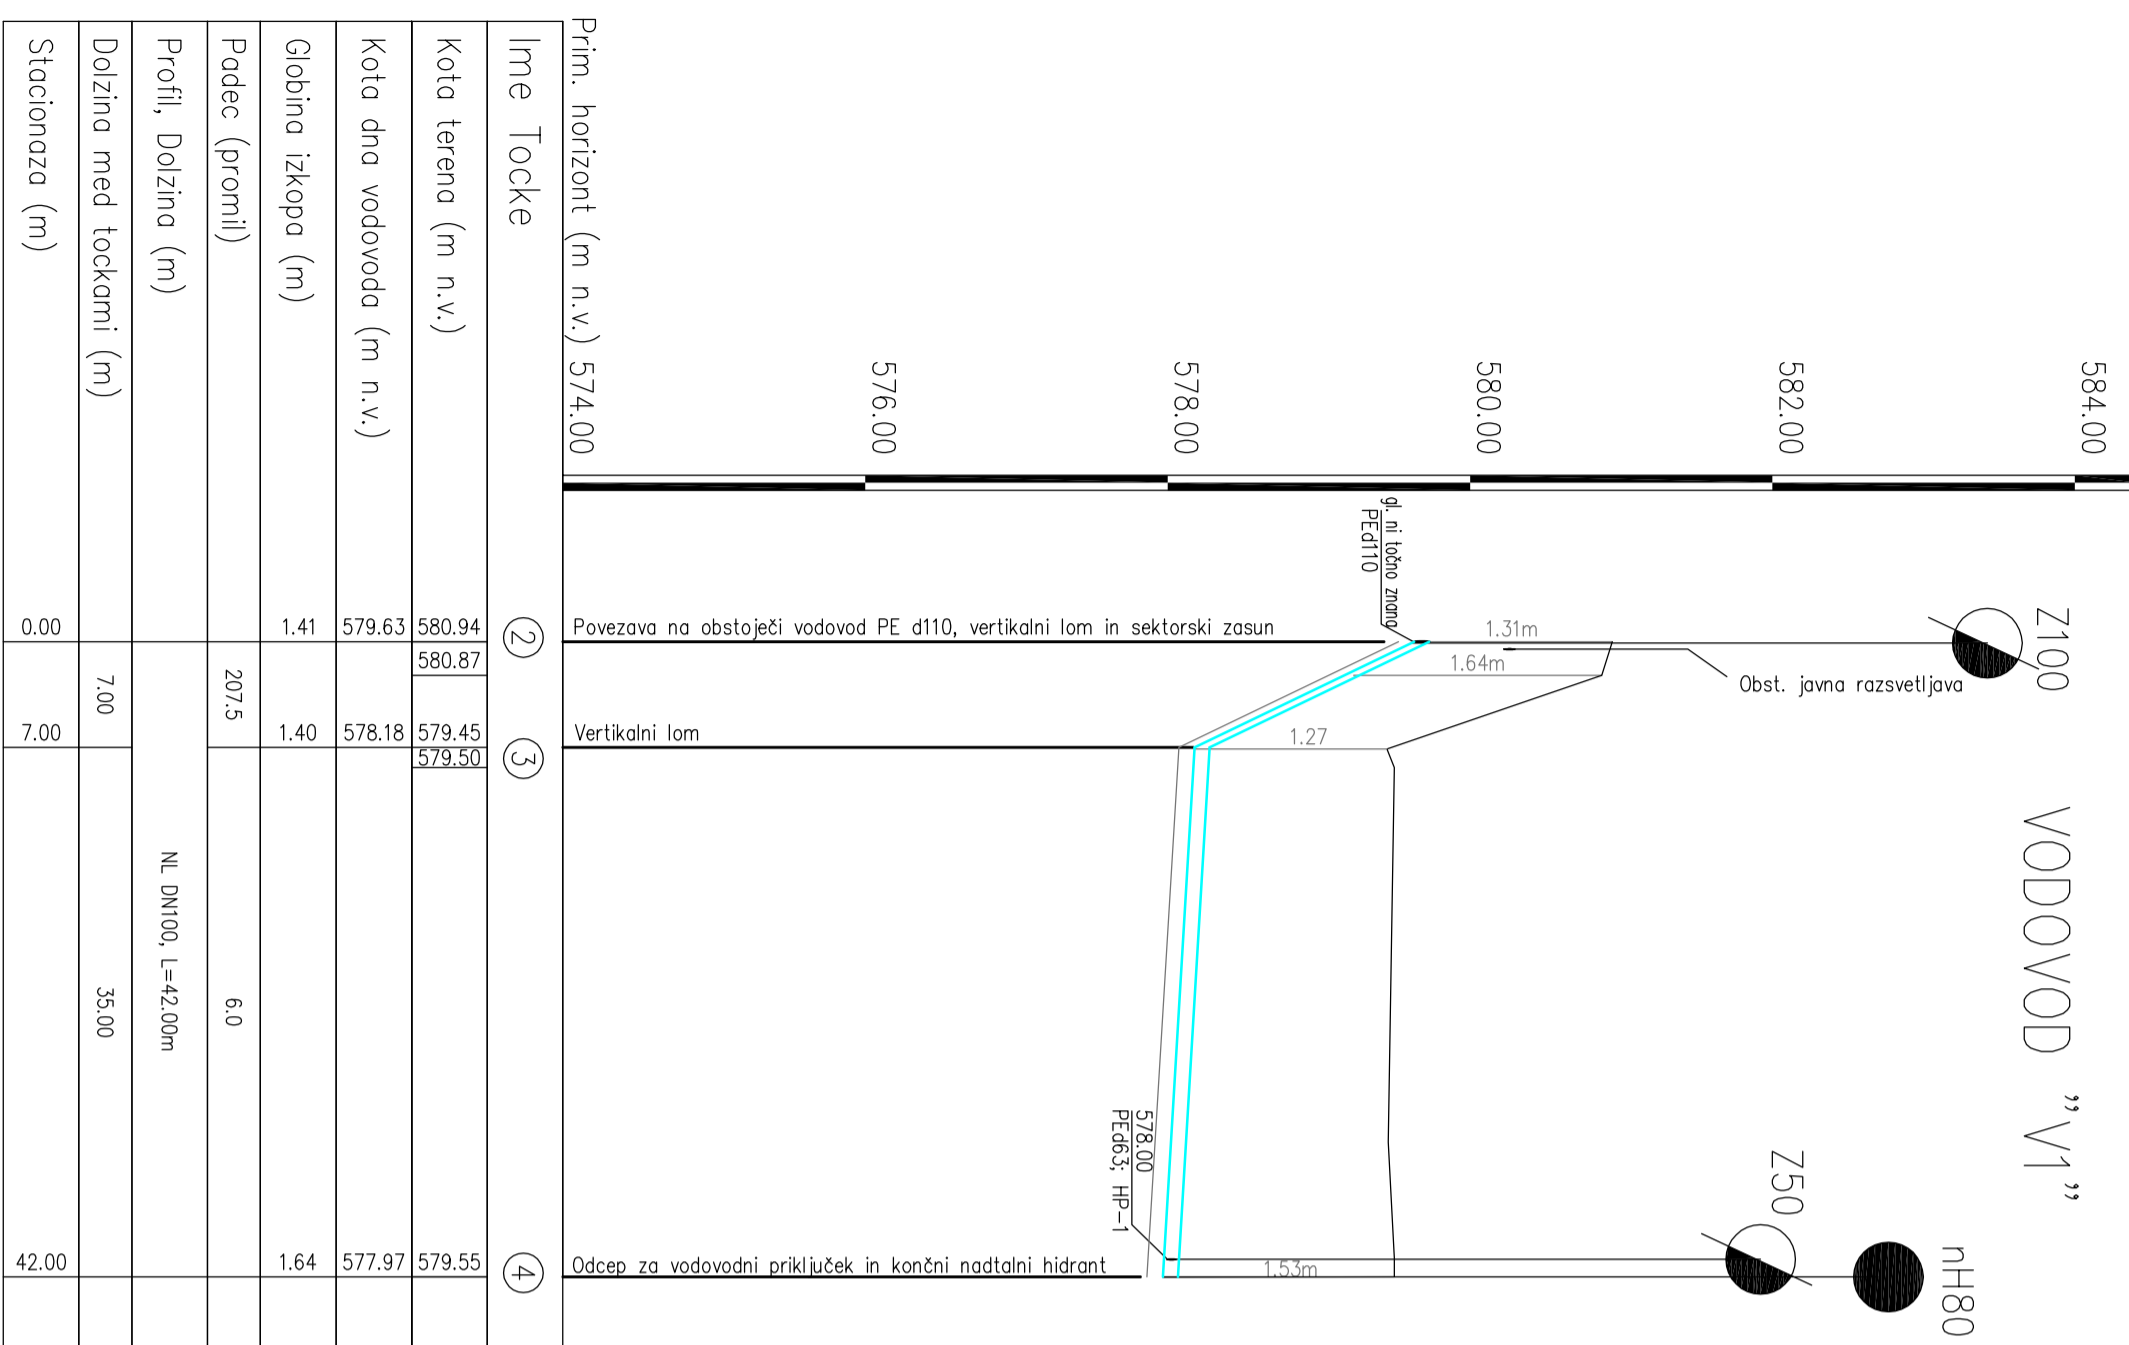 Z100
VODOVOD "V1"
Z50
nH80
584.00
582.00
580.00
578.00
576.00
Prim. horizont (m n.v.) 574.00
gl. ni točno znana
PEd110
1.31m
1.64m
Obst. javna razsvetljava
1.27
578.00
PEd63; HP-1
1.53m
Povezava na obstoječi vodovod PE d110, vertikalni lom in sektorski zasun
Vertikalni lom
Odcep za vodovodni priključek in končni nadtalni hidrant
Ime Tocke
2
3
4
Kota terena (m n.v.)
580.94
580.87
579.45
579.50
579.55
Kota dna vodovoda (m n.v.)
579.63
578.18
577.97
Globina izkopa (m)
1.41
1.40
1.64
Padec (promil)
207.5
6.0
Profil, Dolzina (m)
NL DN100, L=42.00m
Dolzina med tockami (m)
7.00
35.00
Stacionaza (m)
0.00
7.00
42.00